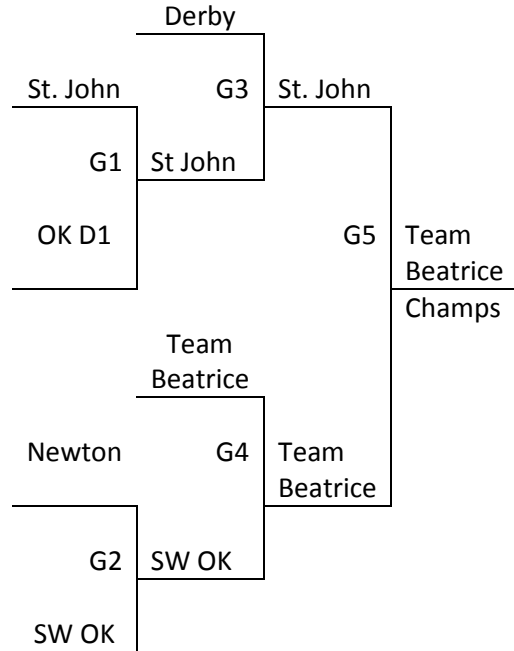 Derby
St. John
G3
St. John
G1
St John
OK D1
G5
Team
Beatrice
Champs
Team
Beatrice
Newton
G4
Team
Beatrice
G2
SW OK
SW OK